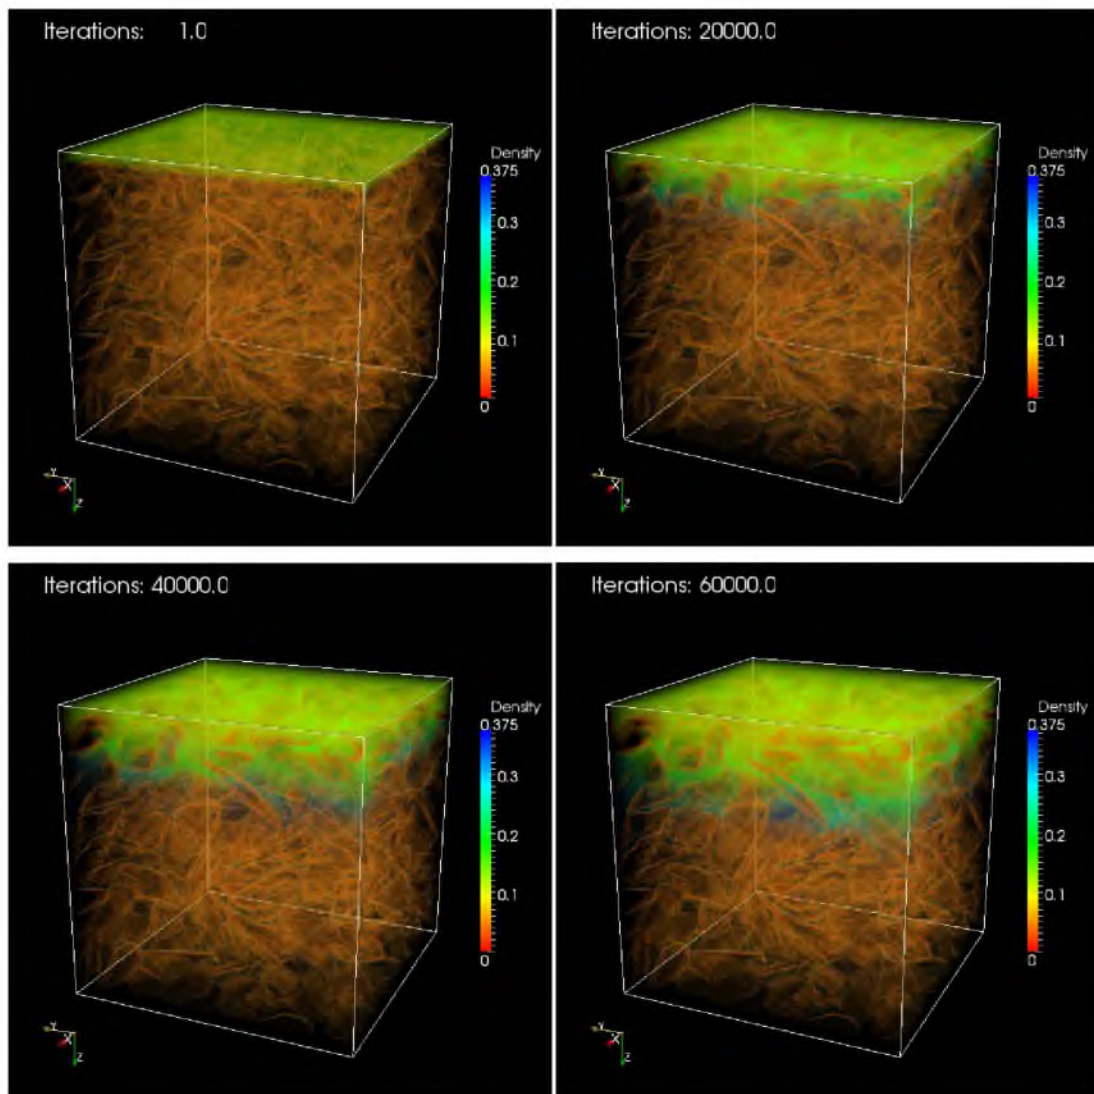 Iterations: 1.0
Density
0.375
0.3
0.2
0.1
0
Y
X
Z
Iterations: 20000.0
Density
0.375
0.3
0.2
0.1
0
Y
X
Z
Iterations: 40000.0
Density
0.375
0.3
0.2
0.1
0
Y
X
Z
Iterations: 60000.0
Density
0.375
0.3
0.2
0.1
0
Y
X
Z